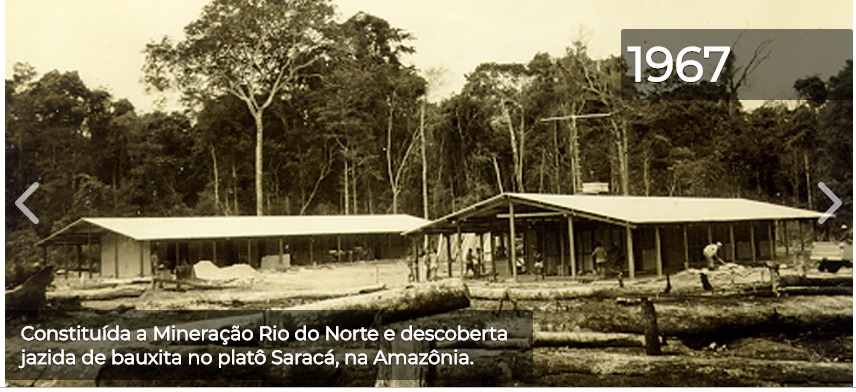 1967
Constituída a Mineração Rio do Norte e descoberta
jazida de bauxita no platô Saracá, na Amazônia.